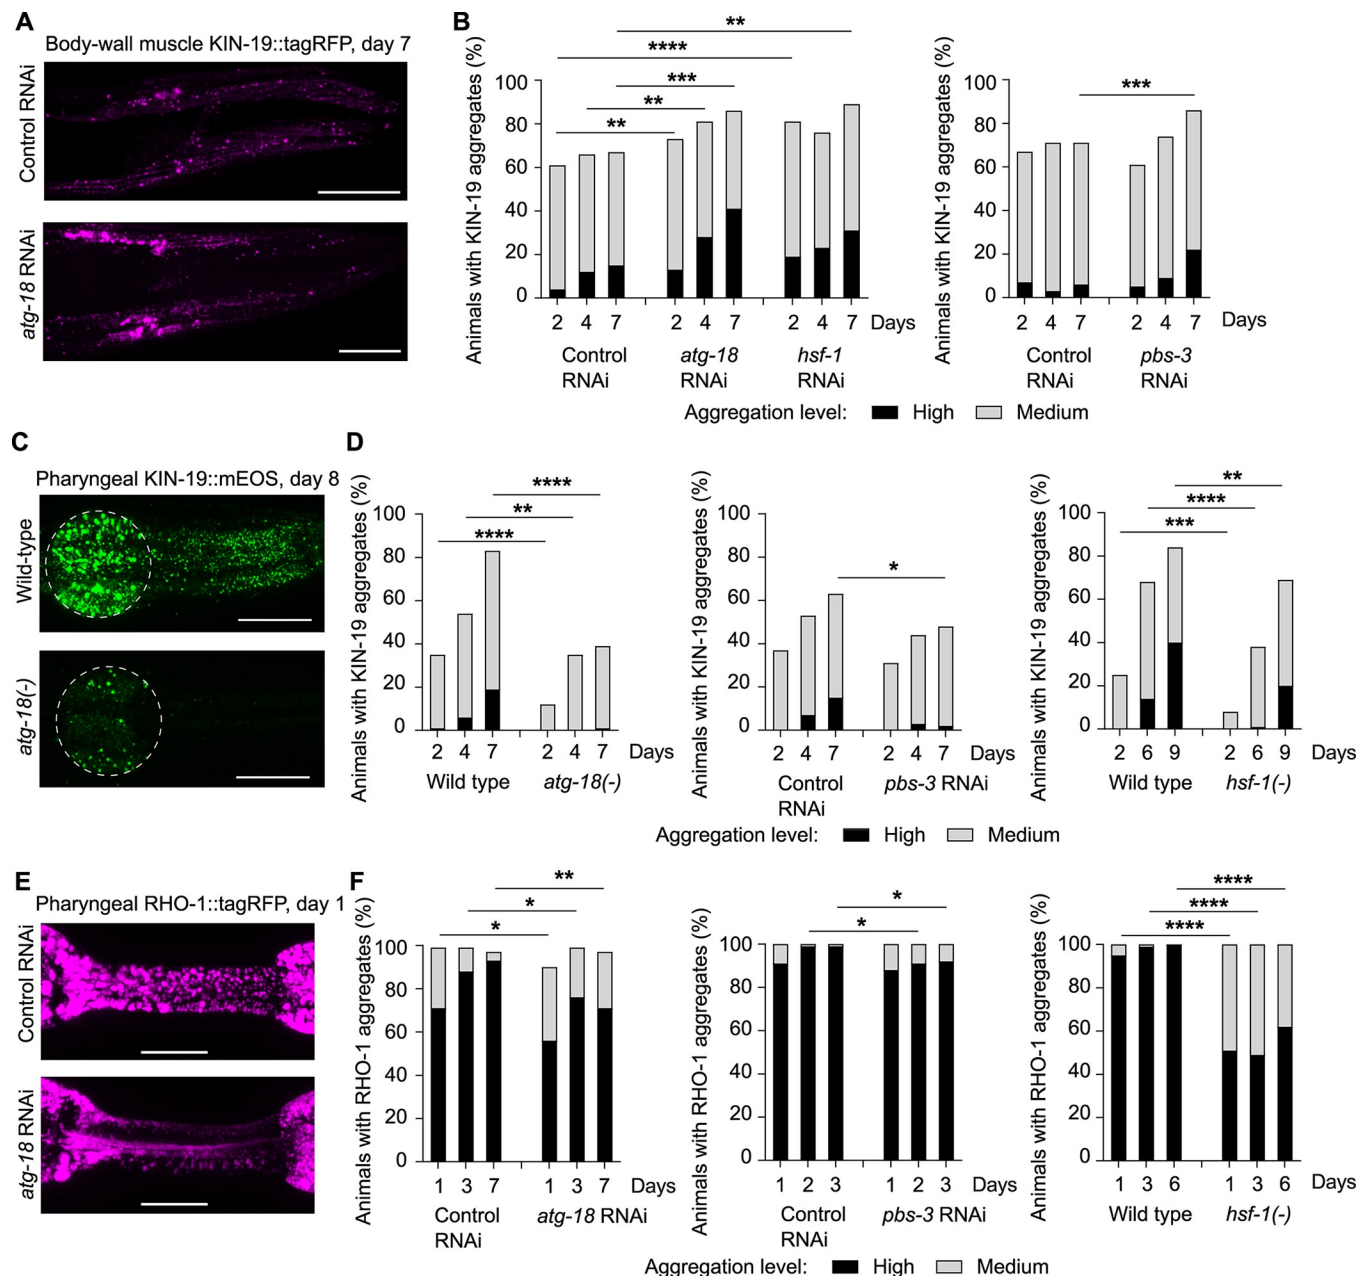 A
Body-wall muscle KIN-19::tagRFP, day 7
Control RNAi
atg-18 RNAi
B
Animals with KIN-19 aggregates (%)
100
80
60
40
20
0
** 
****
***
**
**
2 4 7 2 4 7 2 4 7 Days
Control RNAi
atg-18 RNAi
hsf-1 RNAi
Animals with KIN-19 aggregates (%)
100
80
60
40
20
0
***
2 4 7 2 4 7 Days
Control RNAi
pbs-3 RNAi
Aggregation level: High Medium
C
Pharyngeal KIN-19::mEOS, day 8
Wild-type
atg-18(-)
D
Animals with KIN-19 aggregates (%)
100
80
60
40
20
0
****
**
****
2 4 7 2 4 7 Days
Wild type atg-18(-)
Animals with KIN-19 aggregates (%)
100
80
60
40
20
0
*
2 4 7 2 4 7 Days
Control RNAi
pbs-3 RNAi
Animals with KIN-19 aggregates (%)
100
80
60
40
20
0
**
****
***
2 6 9 2 6 9 Days
Wild type hsf-1(-)
Aggregation level: High Medium
E
Pharyngeal RHO-1::tagRFP, day 1
Control RNAi
atg-18 RNAi
F
Animals with RHO-1 aggregates (%)
100
80
60
40
20
0
**
*
*
1 3 7 1 3 7 Days
Control RNAi
atg-18 RNAi
Animals with RHO-1 aggregates (%)
100
80
60
40
20
0
*
*
1 2 3 1 2 3 Days
Control RNAi
pbs-3 RNAi
Animals with RHO-1 aggregates (%)
100
80
60
40
20
0
****
****
****
1 3 6 1 3 6 Days
Wild type hsf-1(-)
Aggregation level: High Medium